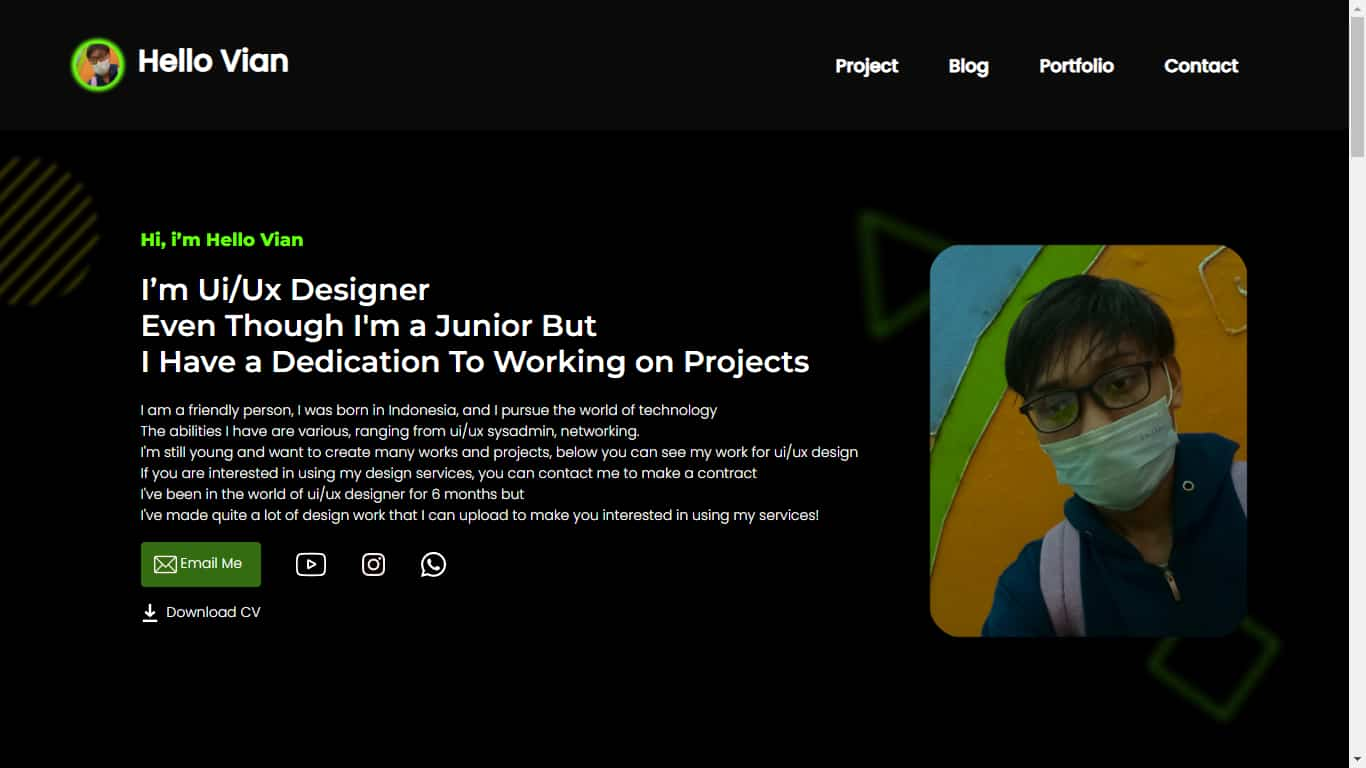 Hello Vian
Project
Blog
Portfolio
Contact
Hi, i’m Hello Vian
I’m Ui/Ux Designer
Even Though I'm a Junior But
I Have a Dedication To Working on Projects
I am a friendly person, I was born in Indonesia, and I pursue the world of technology
The abilities I have are various, ranging from ui/ux sysadmin, networking.
I'm still young and want to create many works and projects, below you can see my work for ui/ux design
If you are interested in using my design services, you can contact me to make a contract
I've been in the world of ui/ux designer for 6 months but
I've made quite a lot of design work that I can upload to make you interested in using my services!
Email Me
Download CV